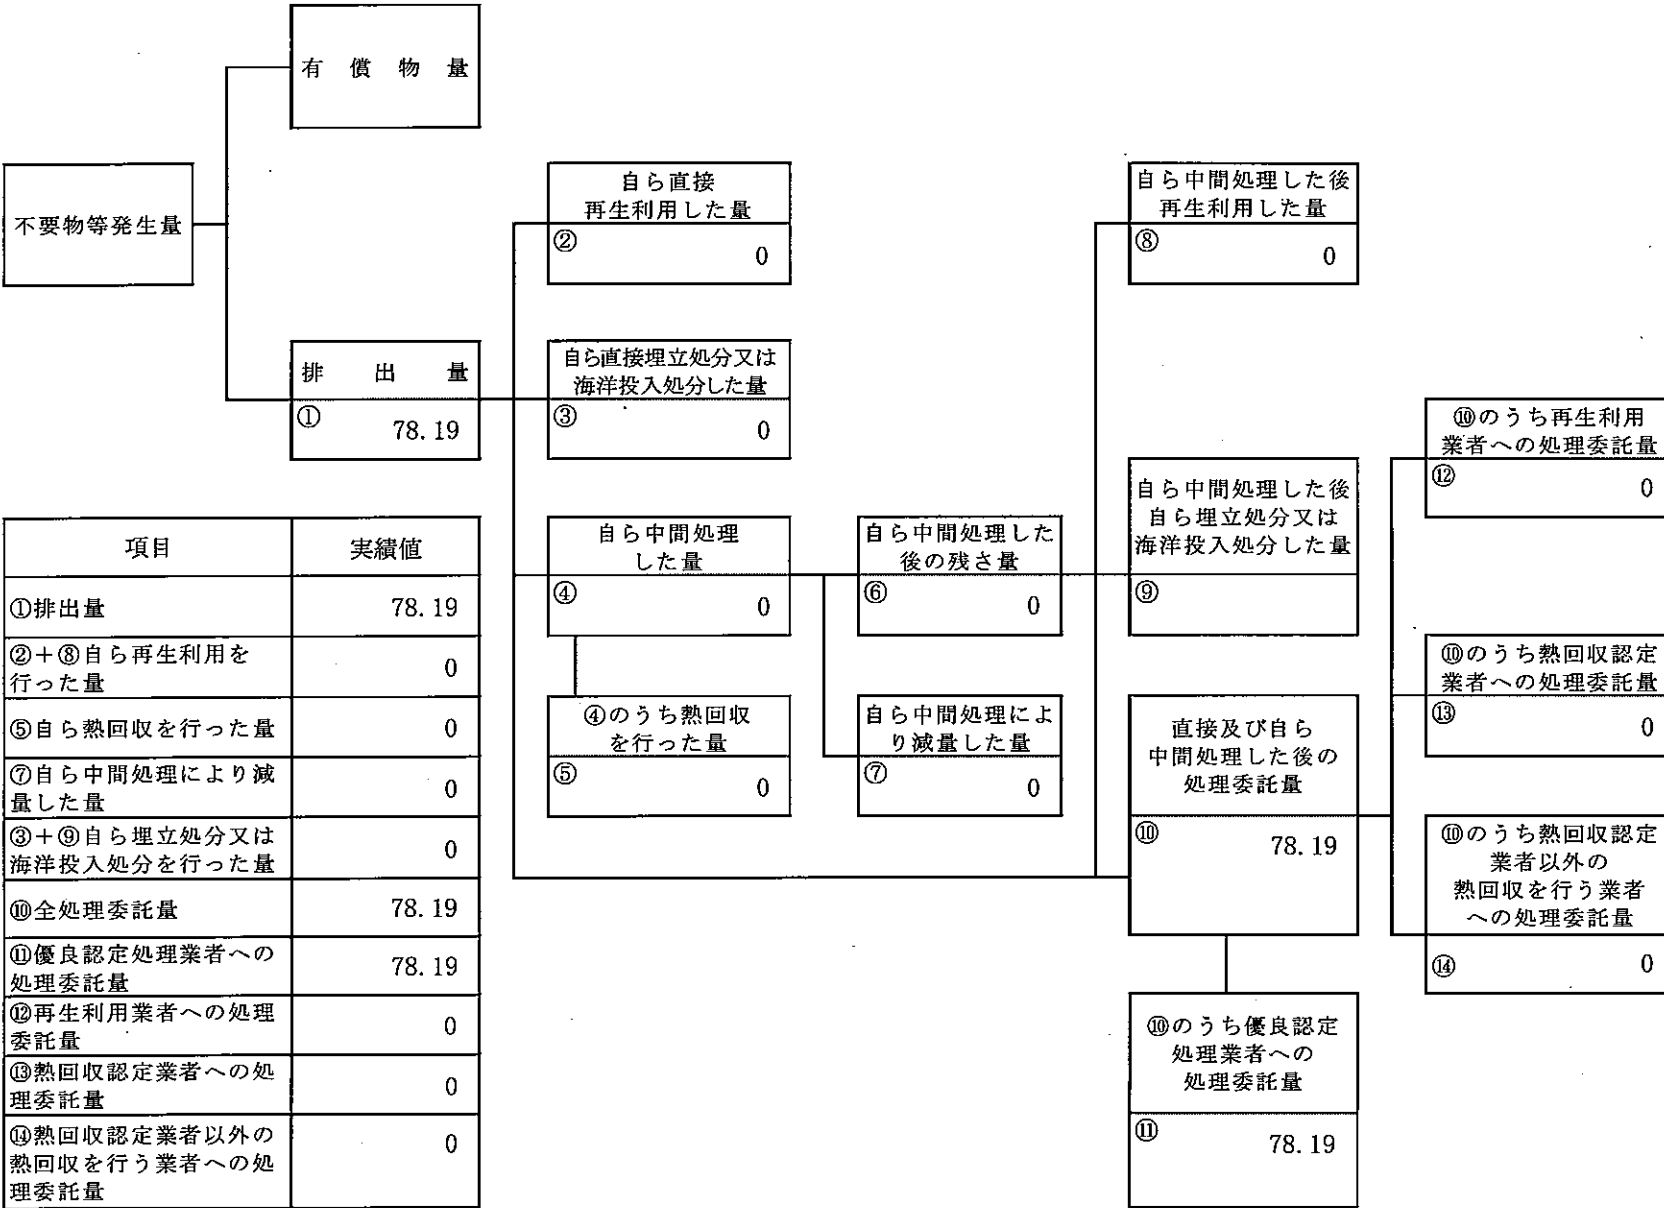 有償物量
不要物等発生量
排出量
① 78.19
自ら直接
再生利用した量
② 0
自ら直接埋立処分又は
海洋投入処分した量
③ 0
自ら中間処理
した量
④ 0
④のうち熱回収
を行った量
⑤ 0
自ら中間処理した
後の残さ量
⑥ 0
自ら中間処理によ
り減量した量
⑦ 0
自ら中間処理した後
再生利用した量
⑧ 0
自ら中間処理した後
自ら埋立処分又は
海洋投入処分した量
⑨
直接及び自ら
中間処理した後の
処理委託量
⑩ 78.19
⑩のうち優良認定
処理業者への
処理委託量
⑪ 78.19
⑩のうち再生利用
業者への処理委託量
⑫ 0
⑩のうち熱回収認定
業者への処理委託量
⑬ 0
⑩のうち熱回収認定
業者以外の
熱回収を行う業者
への処理委託量
⑭ 0
項目 実績値
①排出量 78.19
②+⑧自ら再生利用を
行った量 0
⑤自ら熱回収を行った量 0
⑦自ら中間処理により減
量した量 0
③+⑨自ら埋立処分又は
海洋投入処分を行った量 0
⑩全処理委託量 78.19
⑪優良認定処理業者への
処理委託量 78.19
⑫再生利用業者への処理
委託量 0
⑬熱回収認定業者への処
理委託量 0
⑭熱回収認定業者以外の
熱回収を行う業者への処
理委託量 0